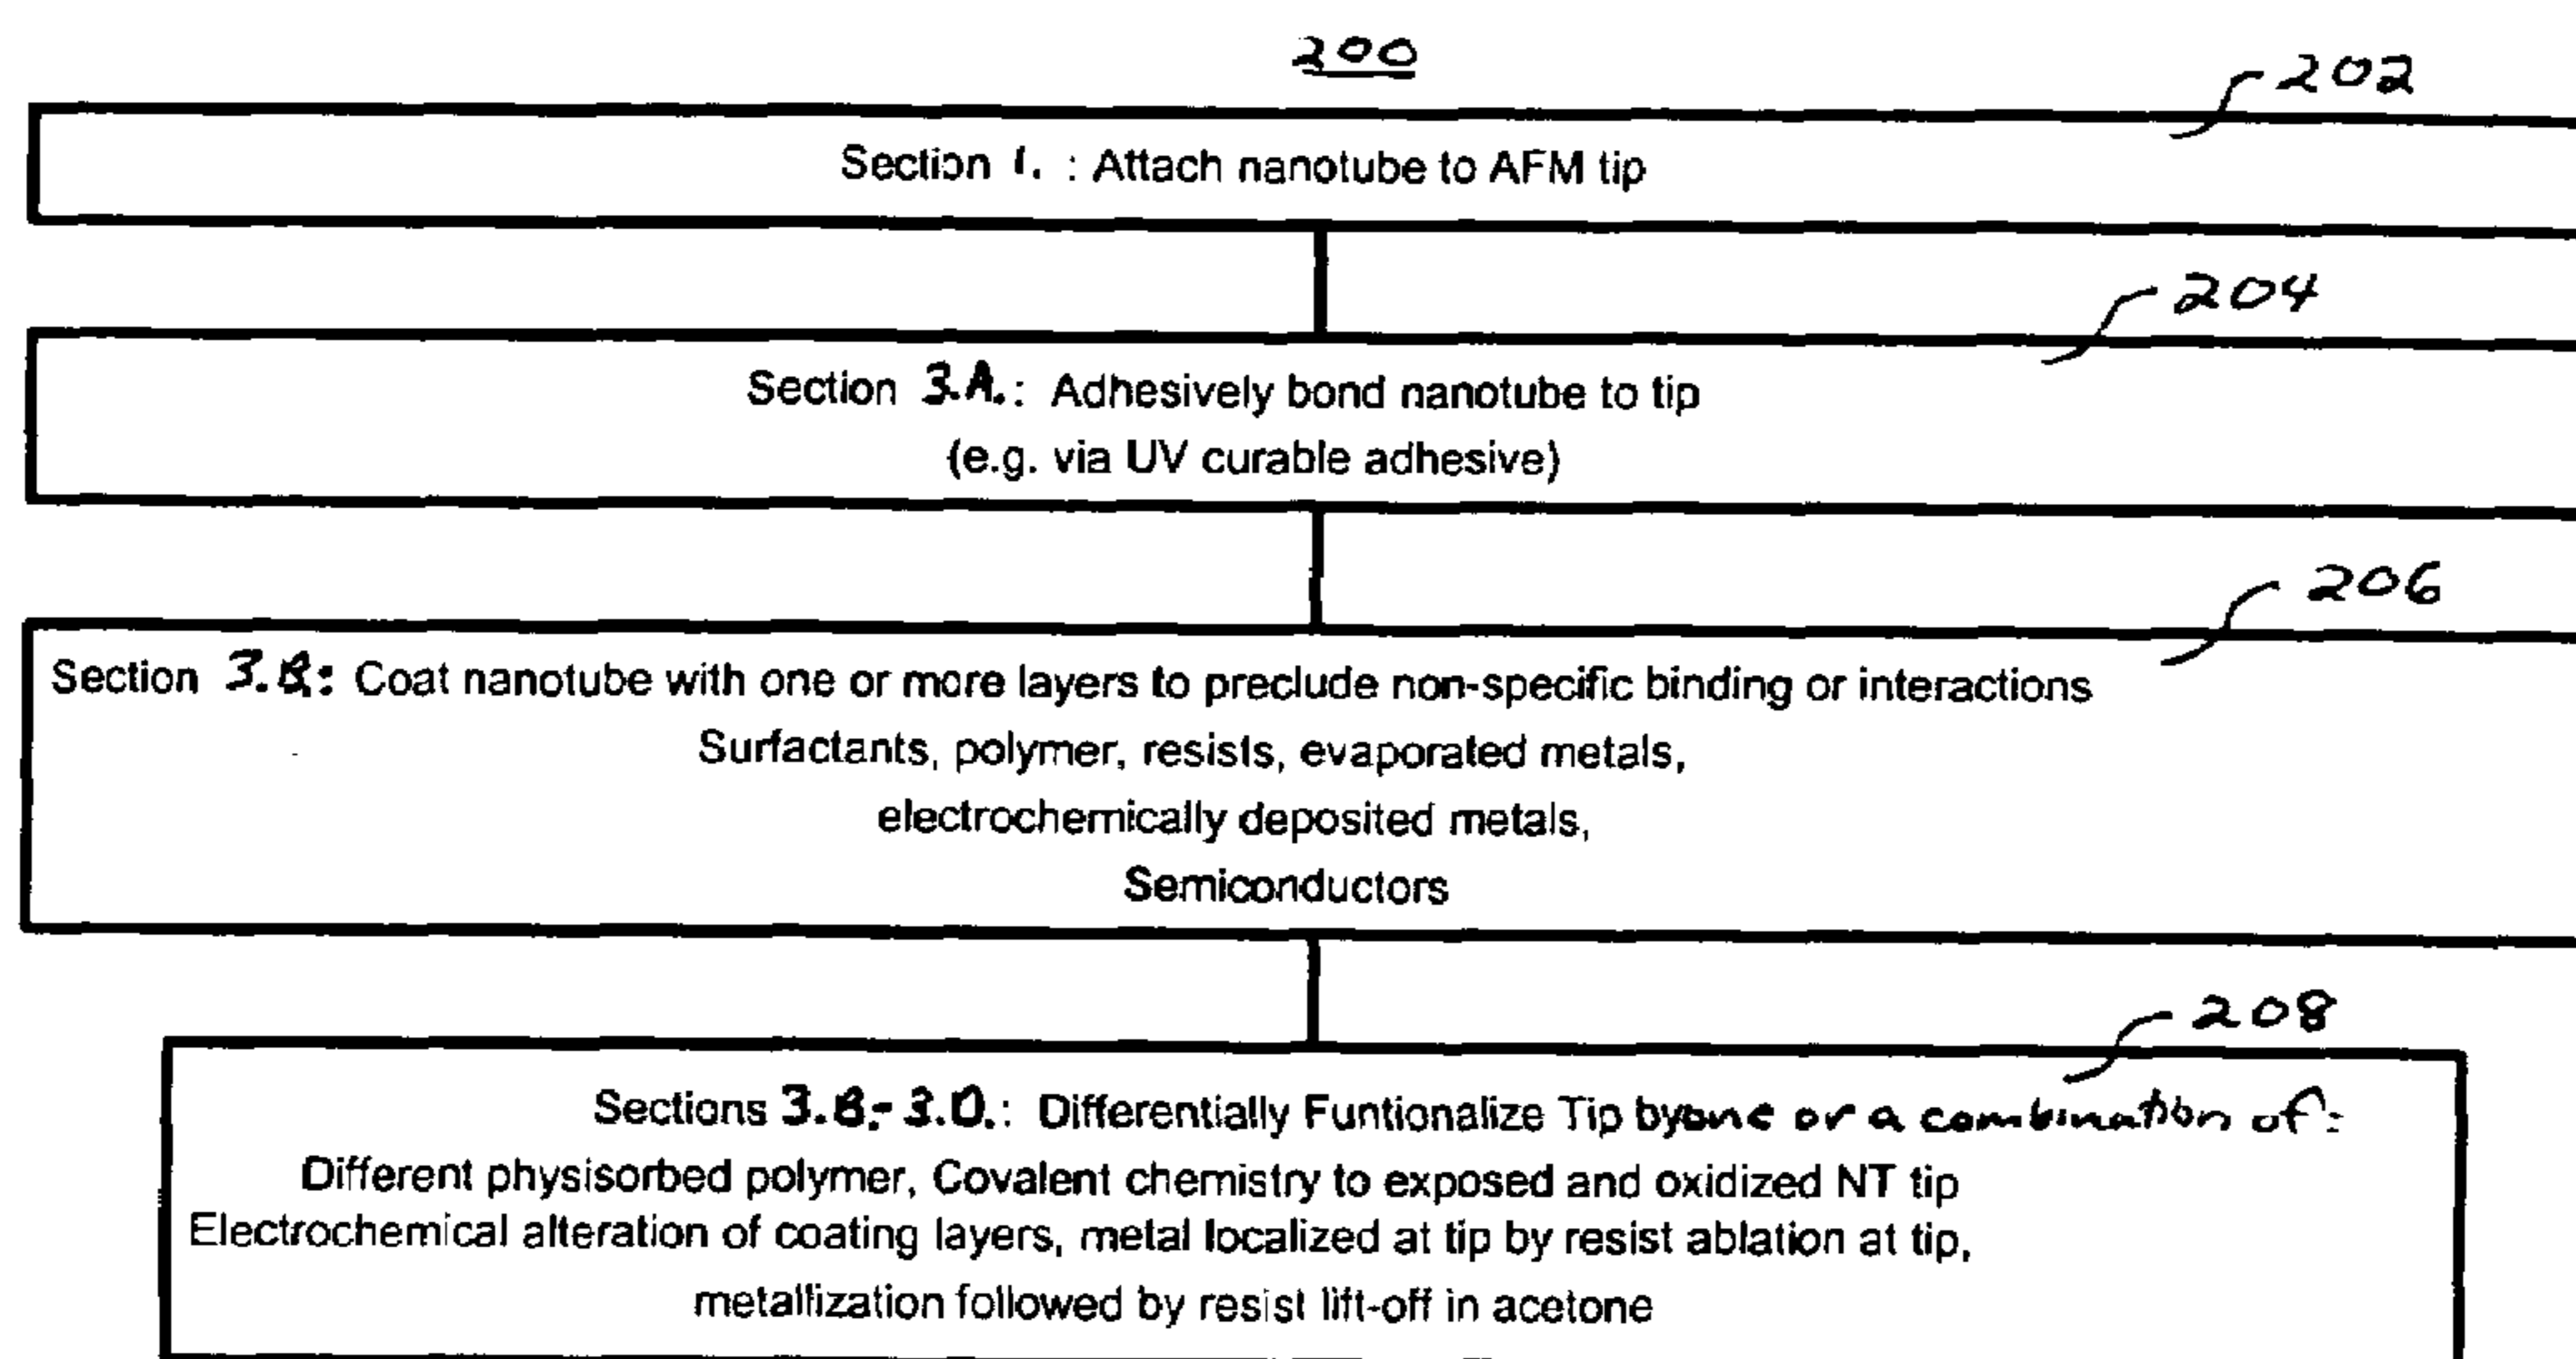 200
202
Section 1. : Attach nanotube to AFM tip
204
Section 3.A.: Adhesively bond nanotube to tip
(e.g. via UV curable adhesive)
206
Section 3.B.: Coat nanotube with one or more layers to preclude non-specific binding or interactions
Surfactants, polymer, resists, evaporated metals,
electrochemically deposited metals,
Semiconductors
208
Sections 3.B.- 3.D.: Differentially Funtionalize Tip by one or a combination of:
Different physisorbed polymer, Covalent chemistry to exposed and oxidized NT tip
Electrochemical alteration of coating layers, metal localized at tip by resist ablation at tip,
metallization followed by resist lift-off in acetone